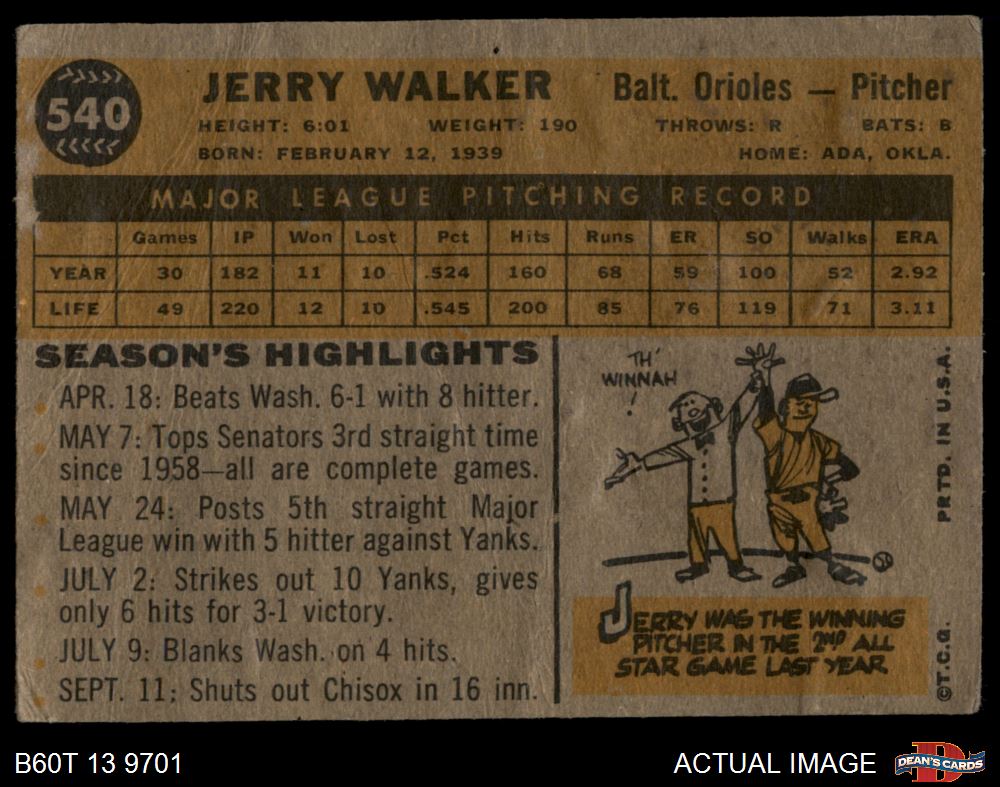 540
JERRY WALKER Balt. Orioles — Pitcher
HEIGHT: 6:01 WEIGHT: 190 THROWS: R BATS: B
BORN: FEBRUARY 12, 1939 HOME: ADA, OKLA.
MAJOR LEAGUE PITCHING RECORD
Games IP Won Lost Pct Hits Runs ER SO Walks ERA
YEAR 30 182 11 10 .524 160 68 59 100 52 2.92
LIFE 49 220 12 10 .545 200 85 76 119 71 3.11
SEASON'S HIGHLIGHTS
APR. 18: Beats Wash. 6-1 with 8 hitter.
MAY 7: Tops Senators 3rd straight time
since 1958—all are complete games.
MAY 24: Posts 5th straight Major
League win with 5 hitter against Yanks.
JULY 2: Strikes out 10 Yanks, gives
only 6 hits for 3-1 victory.
JULY 9: Blanks Wash. on 4 hits.
SEPT. 11: Shuts out Chisox in 16 inn.
TH'
WINNAH
!
JERRY WAS THE WINNING
PITCHER IN THE 2ND ALL
STAR GAME LAST YEAR
PRTD. IN U.S.A.
©T.C.G.
B60T 13 9701
ACTUAL IMAGE
DEAN'S CARDS